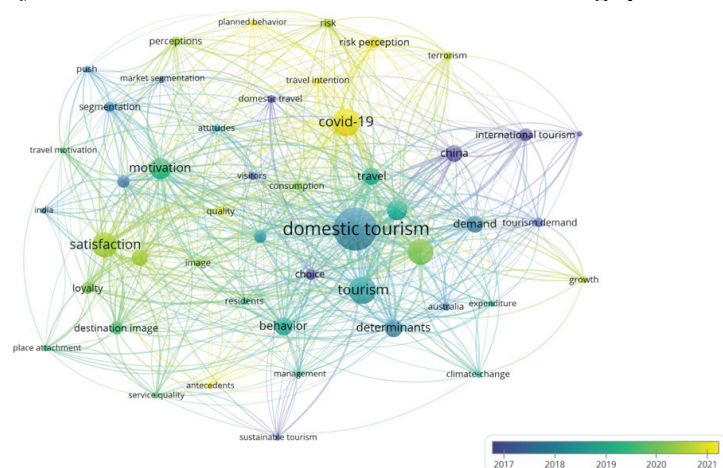 planned behavior
risk
perceptions
risk perception
terrorism
push
market segmentation
travel intention
segmentation
domestic travel
covid-19
attitudes
international tourism
travel motivation
china
motivation
visitors
travel
consumption
india
quality
domestic tourism
demand
tourism demand
satisfaction
image
choice
growth
loyalty
tourism
residents
australia
expenditure
destination image
behavior
determinants
place attachment
management
climate change
antecedents
service quality
sustainable tourism
2017 2018 2019 2020 2021